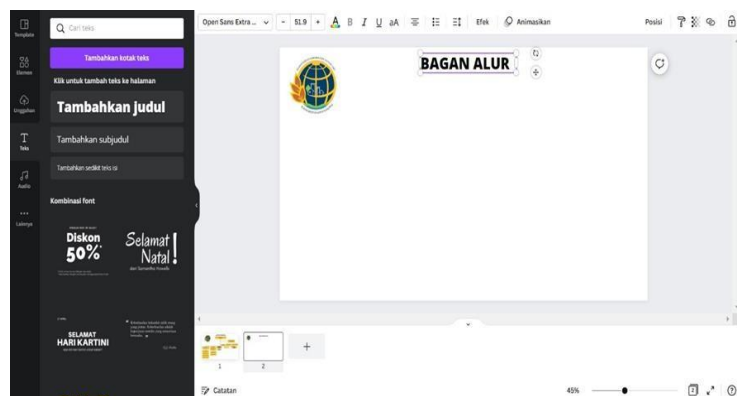 Template
Cari teks
Open Sans Extra ...
- 51.9 +
A B I U aA
Efek
Animasikan
Posisi
Tambahkan kotak teks
Elemen
Klik untuk tambah teks ke halaman
Unggahan
Tambahkan judul
BAGAN ALUR
T
Teks
Tambahkan subjudul
Tambahkan sedikit teks isi
Audio
Kombinasi font
Lainnya
Diskon
50%
Selamat
Natal!
SELAMAT
HARI KARTINI
1
2
+
Catatan
45%
2